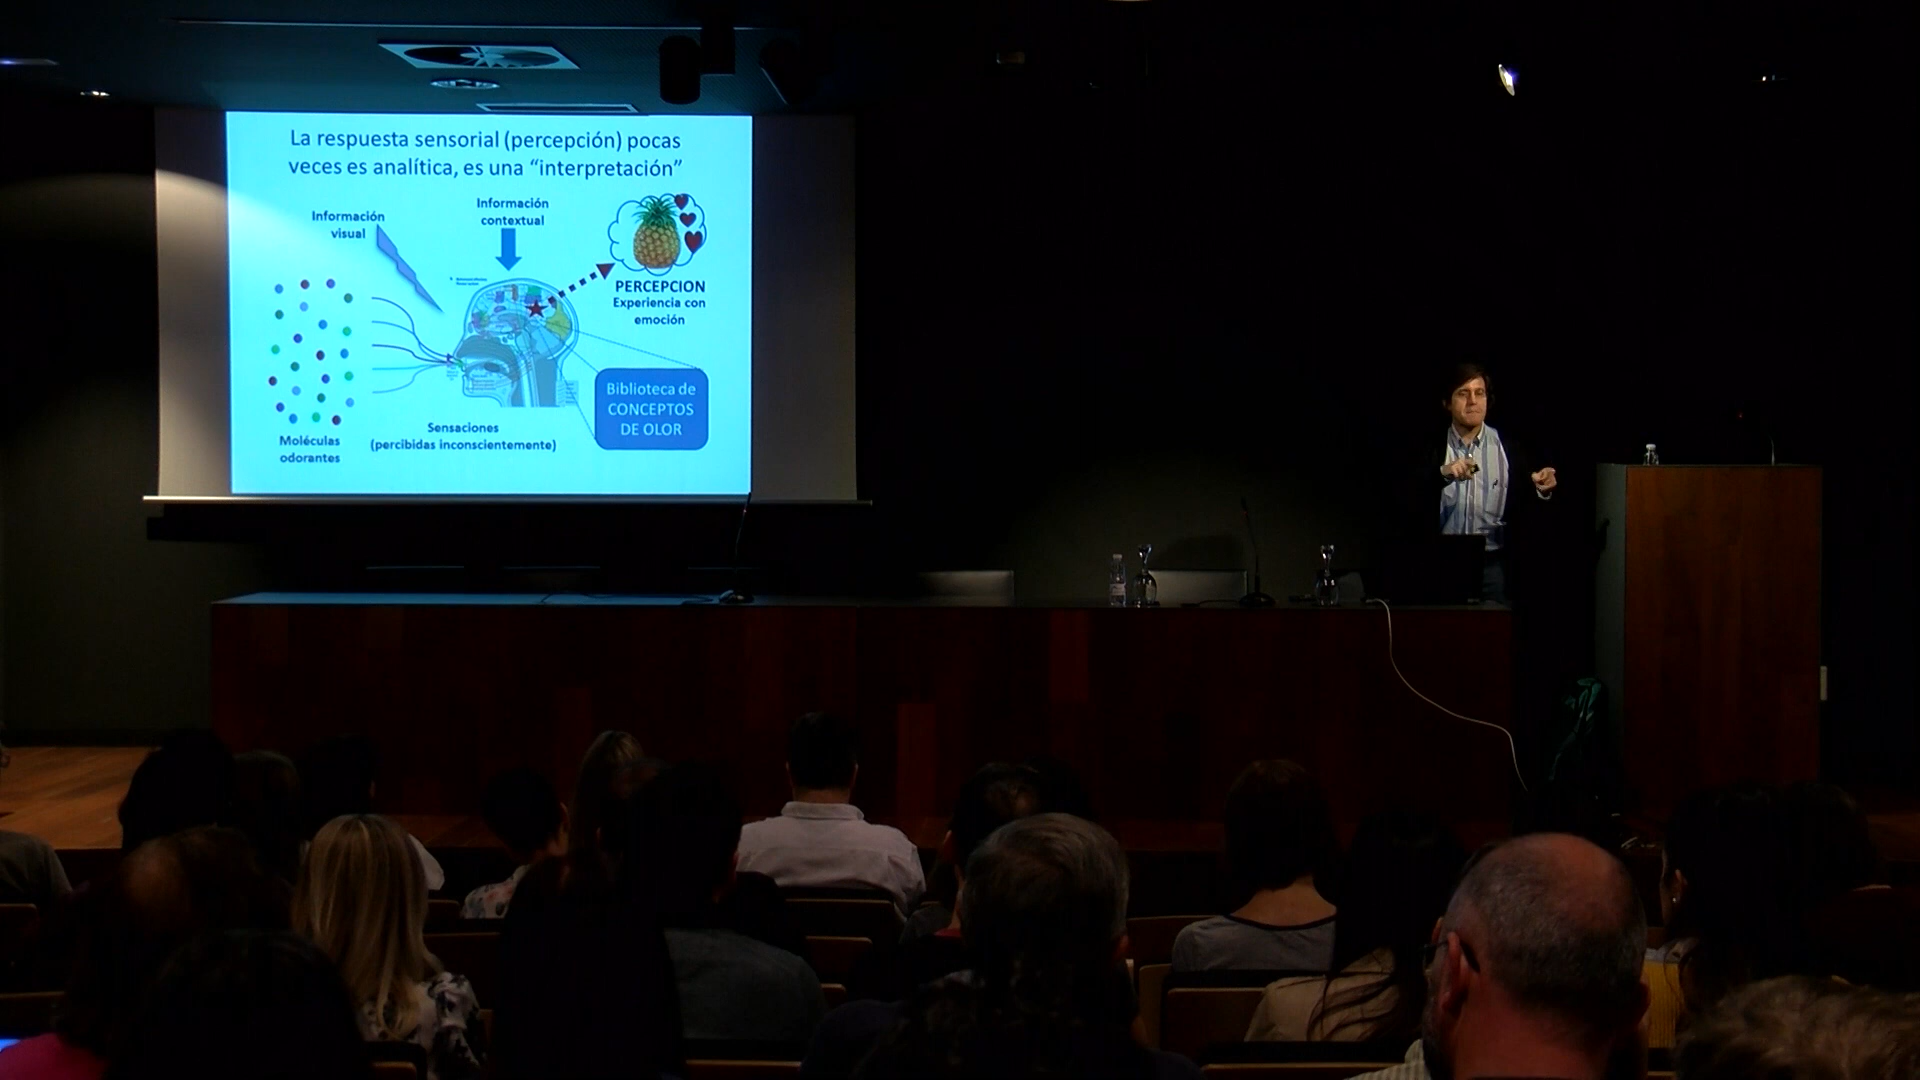 La respuesta sensorial (percepción) pocas
veces es analítica, es una “interpretación”
Información
visual
Información
contextual
PERCEPCION
Experiencia con
emoción
Biblioteca de
CONCEPTOS
DE OLOR
Sensaciones
(percibidas inconscientemente)
Moléculas
odorantes